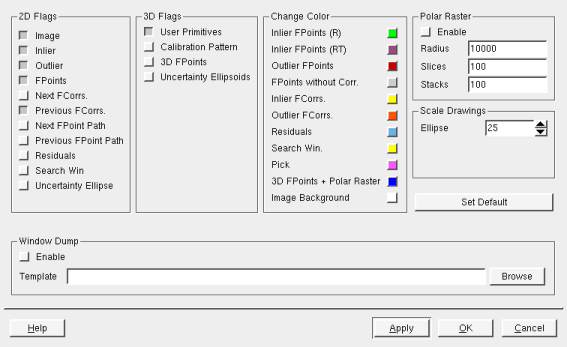 2D Flags
Image
Inlier
Outlier
FPoints
Next FCorrs.
Previous FCorrs.
Next FPoint Path
Previous FPoint Path
Residuals
Search Win
Uncertainty Ellipse
3D Flags
User Primitives
Calibration Pattern
3D FPoints
Uncertainty Ellipsoids
Change Color
Inlier FPoints (R)
Inlier FPoints (RT)
Outlier FPoints
FPoints without Corr.
Inlier FCorrs.
Outlier FCorrs.
Residuals
Search Win.
Pick
3D FPoints + Polar Raster
Image Background
Polar Raster
Enable
Radius 10000
Slices 100
Stacks 100
Scale Drawings
Ellipse 25
Set Default
Window Dump
Enable
Template Browse
Help Apply OK Cancel